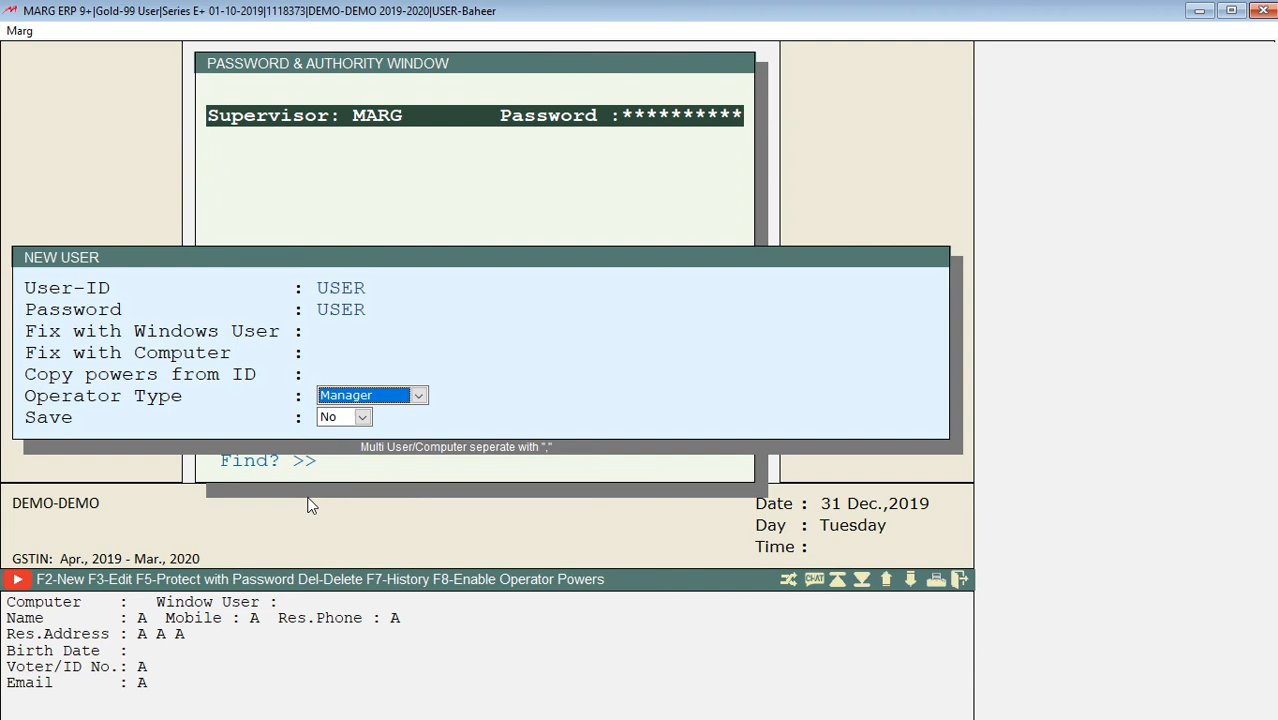 MARG ERP 9+|Gold-99 User|Series E+ 01-10-2019|1118373|DEMO-DEMO 2019-2020|USER-Baheer
Marg
PASSWORD & AUTHORITY WINDOW
Supervisor: MARG Password :**********
NEW USER
User-ID : USER
Password : USER
Fix with Windows User :
Fix with Computer :
Copy powers from ID :
Operator Type : Manager
Save : No
Multi User/Computer seperate with ","
Find? >>
DEMO-DEMO
Date : 31 Dec.,2019
Day : Tuesday
Time :
GSTIN: Apr., 2019 - Mar., 2020
F2-New F3-Edit F5-Protect with Password Del-Delete F7-History F8-Enable Operator Powers
CHAT
Computer : Window User :
Name : A Mobile : A Res.Phone : A
Res.Address : A A A
Birth Date :
Voter/ID No.: A
Email : A